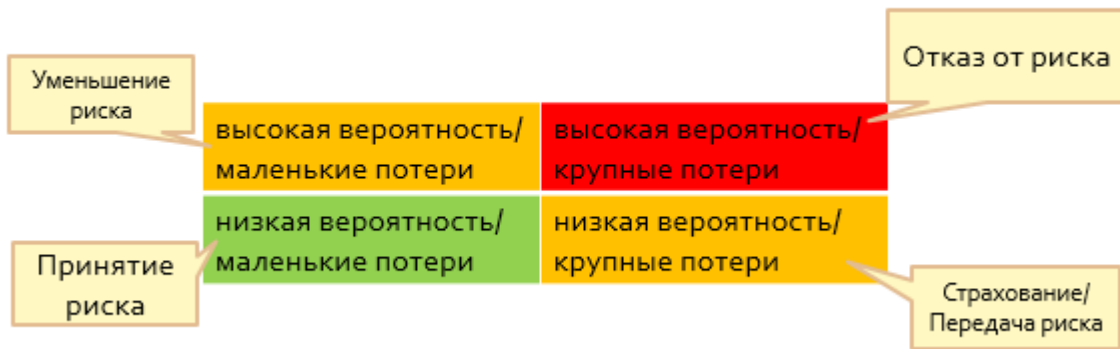 Уменьшение
риска
Отказ от риска
высокая вероятность/
маленькие потери
высокая вероятность/
крупные потери
низкая вероятность/
маленькие потери
низкая вероятность/
крупные потери
Принятие
риска
Страхование/
Передача риска